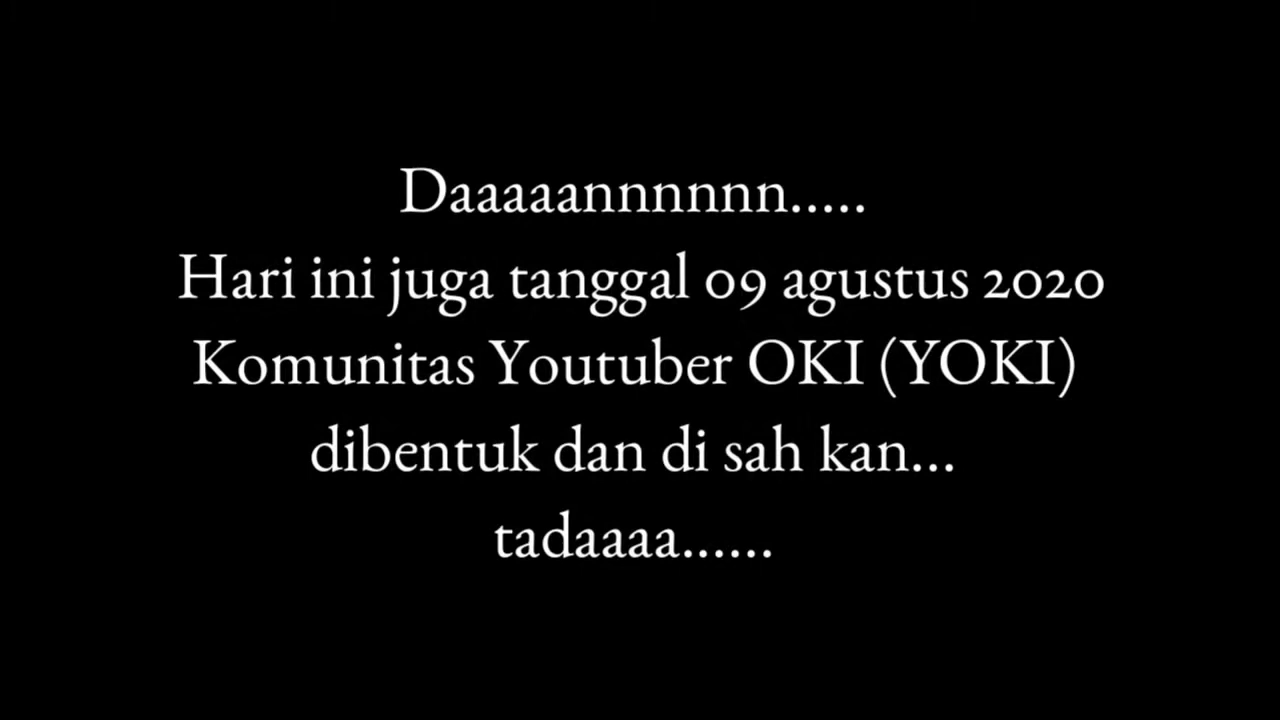 Daaaaannnnnn.....
Hari ini juga tanggal 09 agustus 2020
Komunitas Youtuber OKI (YOKI)
dibentuk dan di sah kan...
tadaaaa......